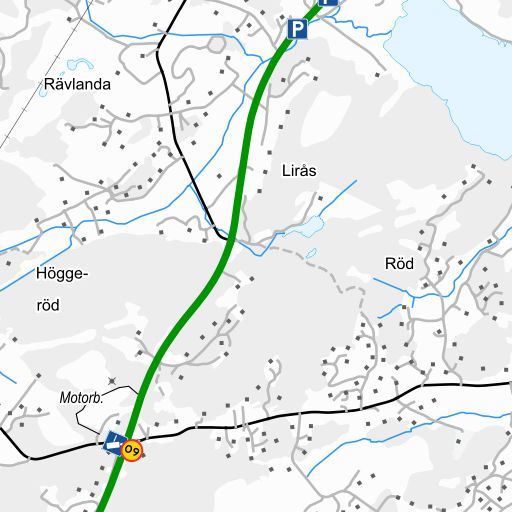 P
P
Rävlanda
Lirås
Högge-
röd
Röd
Motorb.
09